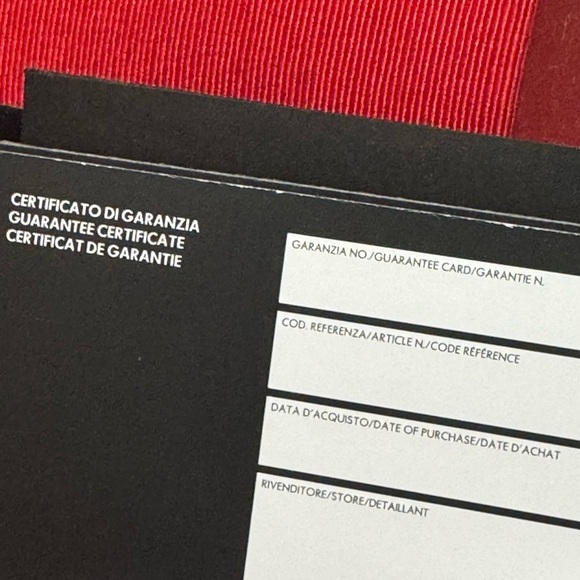 CERTIFICATO DI GARANZIA
GUARANTEE CERTIFICATE
CERTIFICAT DE GARANTIE
GARANZIA NO./GUARANTEE CARD/GARANTIE N.
COD. REFERENZA/ARTICLE N./CODE RÉFÉRENCE
DATA D'ACQUISTO/DATE OF PURCHASE/DATE D'ACHAT
RIVENDITORE/STORE/DETAILLANT